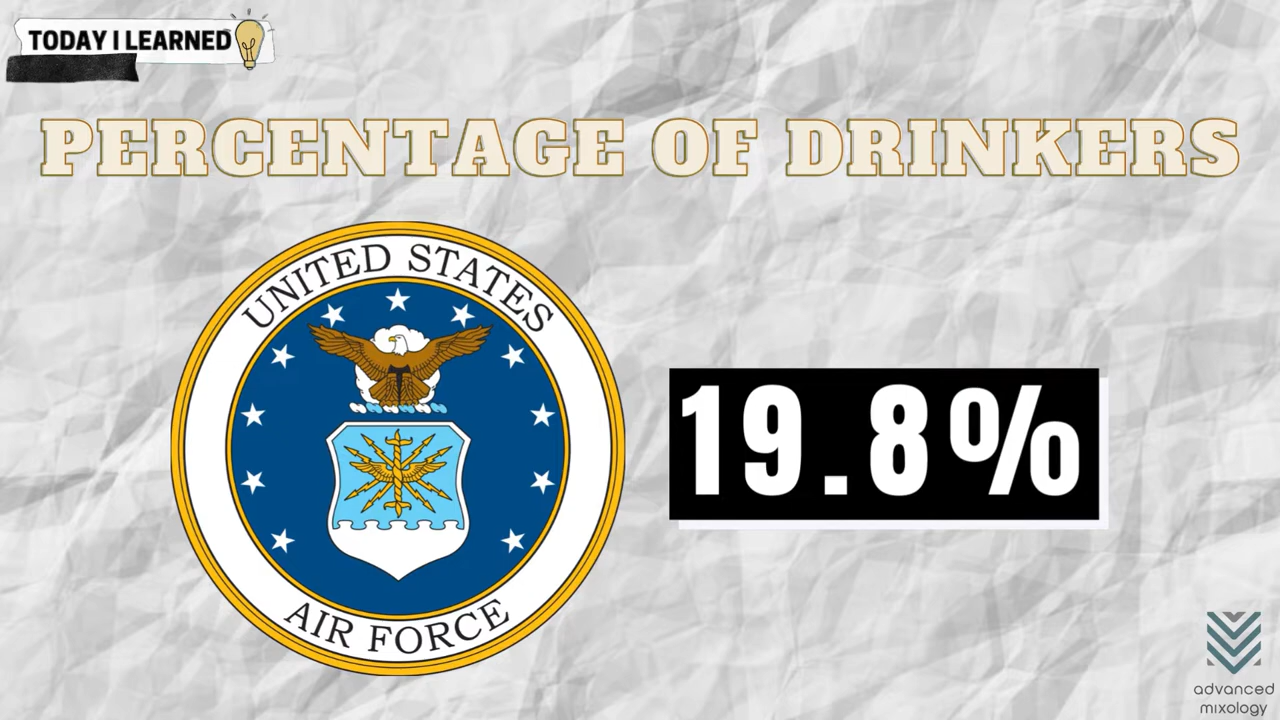 TODAY I LEARNED
PERCENTAGE OF DRINKERS
UNITED STATES
AIR FORCE
19.8%
advanced
mixology